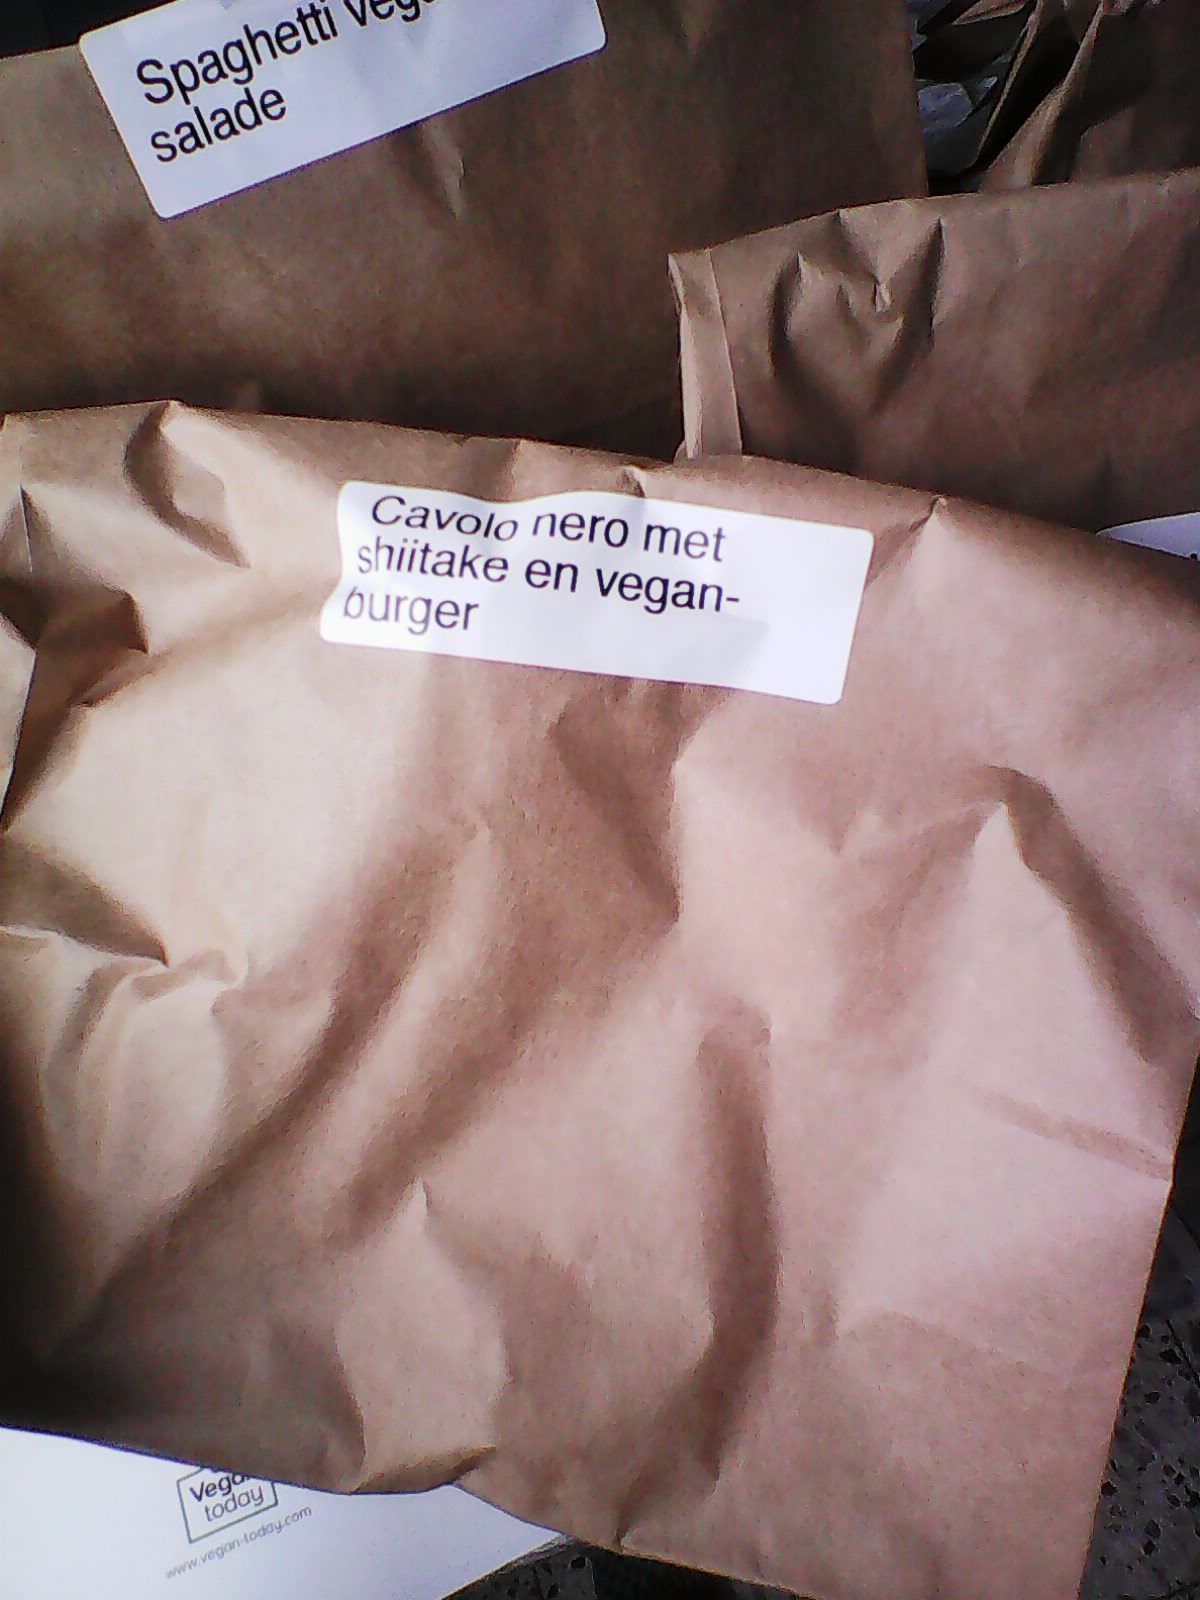 Spaghetti
salade
Cavolo nero met
shiitake en vegan-
burger
today
www.vegan-today.com